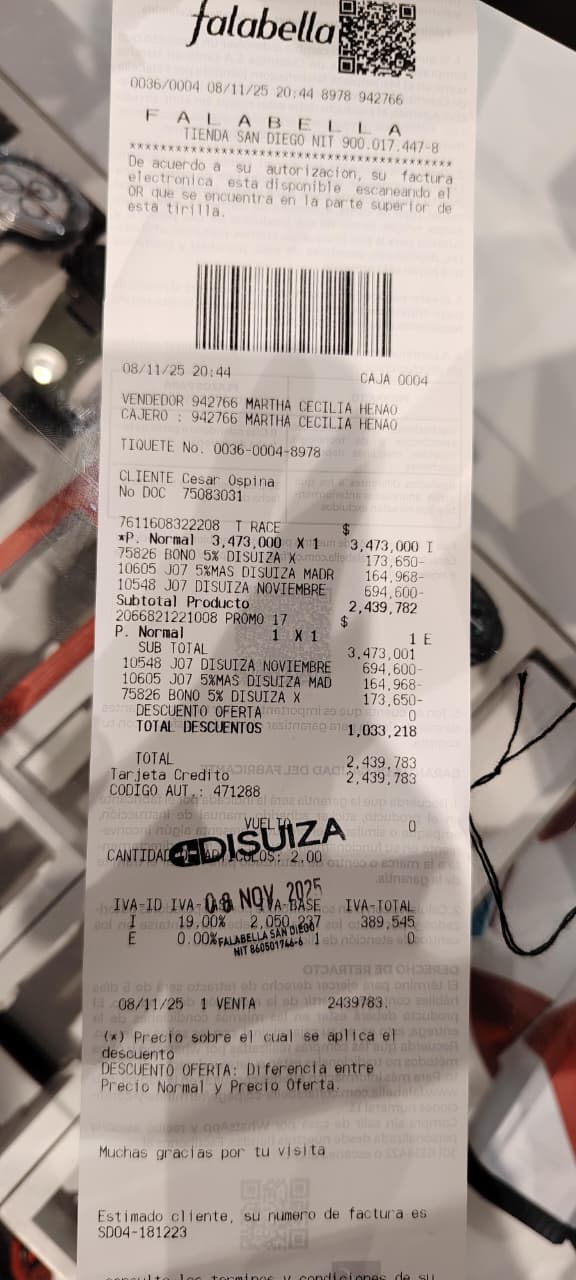 falabella
0036/0004 08/11/25 20:44 8978 942766
F A L A B E L L A
TIENDA SAN DIEGO NIT 900.017.447-8
****************************************************
De acuerdo a su autorizacion, su factura
electronica esta disponible escaneando el
QR que se encuentra en la parte superior de
esta tirilla.
08/11/25 20:44 CAJA 0004
VENDEDOR 942766 MARTHA CECILIA HENAO
CAJERO : 942766 MARTHA CECILIA HENAO
TIQUETE No. 0036-0004-8978
CLIENTE Cesar Ospina
No DOC 75083031
7611608322208 T RACE $
*P. Normal 3,473,000 X 1 3,473,000 I
75826 BONO 5% DISUIZA X 173,650-
10605 J07 5%MAS DISUIZA MADR 164,968-
10548 J07 DISUIZA NOVIEMBRE 694,600-
Subtotal Producto 2,439,782
2066821221008 PROMO 17 $
P. Normal 1 X 1 1 E
SUB TOTAL 3,473,001
10548 J07 DISUIZA NOVIEMBRE 694,600-
10605 J07 5%MAS DISUIZA MAD 164,968-
75826 BONO 5% DISUIZA X 173,650-
DESCUENTO OFERTA 0
TOTAL DESCUENTOS 1,033,218
TOTAL 2,439,783
Tarjeta Credito 2,439,783
CODIGO AUT.: 471288
VUELTO 0
DISUIZA
CANTIDAD 2.00
08 NOV. 2025
IVA-ID IVA- BASE IVA-TOTAL
I 19.00% 2,050,237 389,545
E 0.00% 1 0
FALABELLA SAN DIEGO
NIT 860501746-6
08/11/25 1 VENTA 2439783.
(*) Precio sobre el cual se aplica el
descuento
DESCUENTO OFERTA: Diferencia entre
Precio Normal y Precio Oferta.
Muchas gracias por tu visita
Estimado cliente, su numero de factura es
SD04-181223
consulte los terminos y condiciones de su